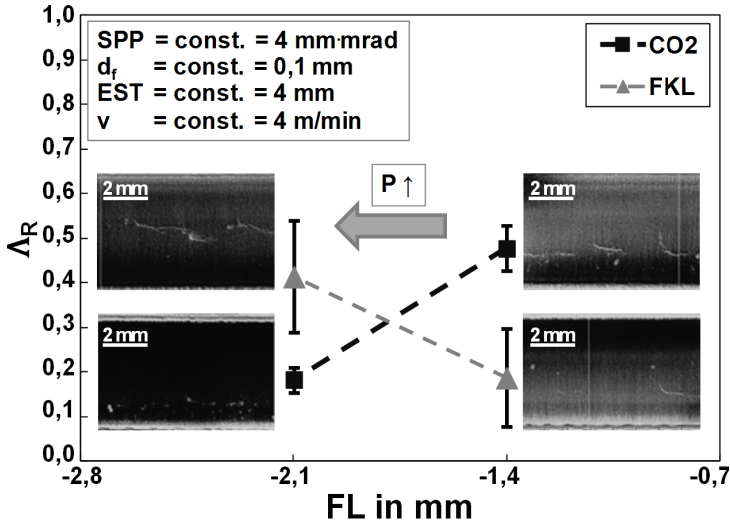 1,0
0,9
0,8
0,7
0,6
0,5
0,4
0,3
0,2
0,1
0,0
Λ_R
SPP = const. = 4 mm·mrad
d_f = const. = 0,1 mm
EST = const. = 4 mm
v = const. = 4 m/min
CO2
FKL
P ↑
2 mm
2 mm
2 mm
2 mm
-2,8 -2,1 -1,4 -0,7
FL in mm